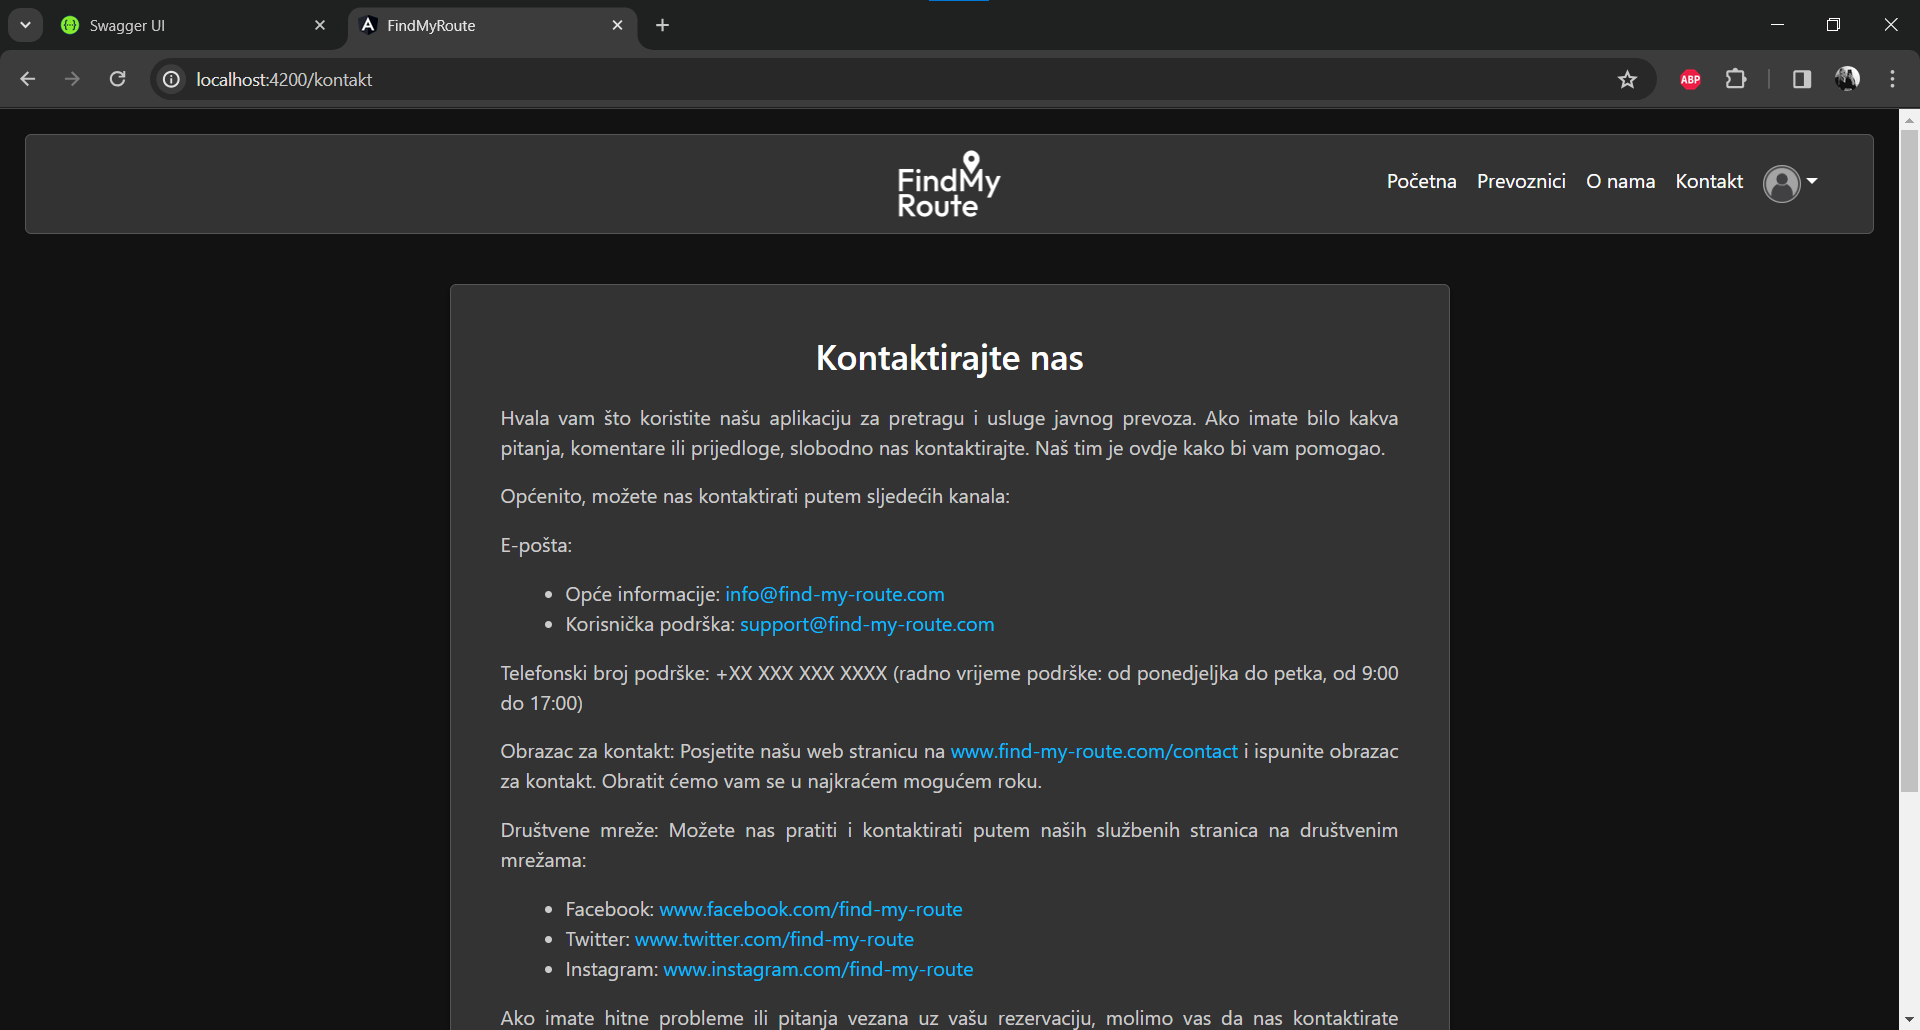 Swagger UI
FindMyRoute
localhost:4200/kontakt
ABP
FindMy
Route
Početna Prevoznici O nama Kontakt
Kontaktirajte nas
Hvala vam što koristite našu aplikaciju za pretragu i usluge javnog prevoza. Ako imate bilo kakva
pitanja, komentare ili prijedloge, slobodno nas kontaktirajte. Naš tim je ovdje kako bi vam pomogao.
Općenito, možete nas kontaktirati putem sljedećih kanala:
E-pošta:
• Opće informacije: info@find-my-route.com
• Korisnička podrška: support@find-my-route.com
Telefonski broj podrške: +XX XXX XXX XXXX (radno vrijeme podrške: od ponedjeljka do petka, od 9:00
do 17:00)
Obrazac za kontakt: Posjetite našu web stranicu na www.find-my-route.com/contact i ispunite obrazac
za kontakt. Obratit ćemo vam se u najkraćem mogućem roku.
Društvene mreže: Možete nas pratiti i kontaktirati putem naših službenih stranica na društvenim
mrežama:
• Facebook: www.facebook.com/find-my-route
• Twitter: www.twitter.com/find-my-route
• Instagram: www.instagram.com/find-my-route
Ako imate hitne probleme ili pitanja vezana uz vašu rezervaciju, molimo vas da nas kontaktirate